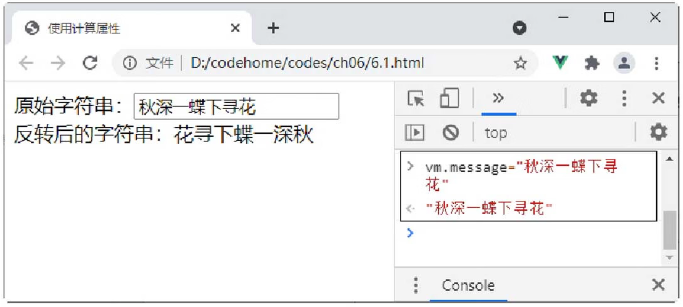 使用计算属性
文件 D:/codehome/codes/ch06/6.1.html
原始字符串：秋深一蝶下寻花
反转后的字符串：花寻下蝶一深秋
top
vm.message="秋深一蝶下寻
花"
"秋深一蝶下寻花"
Console